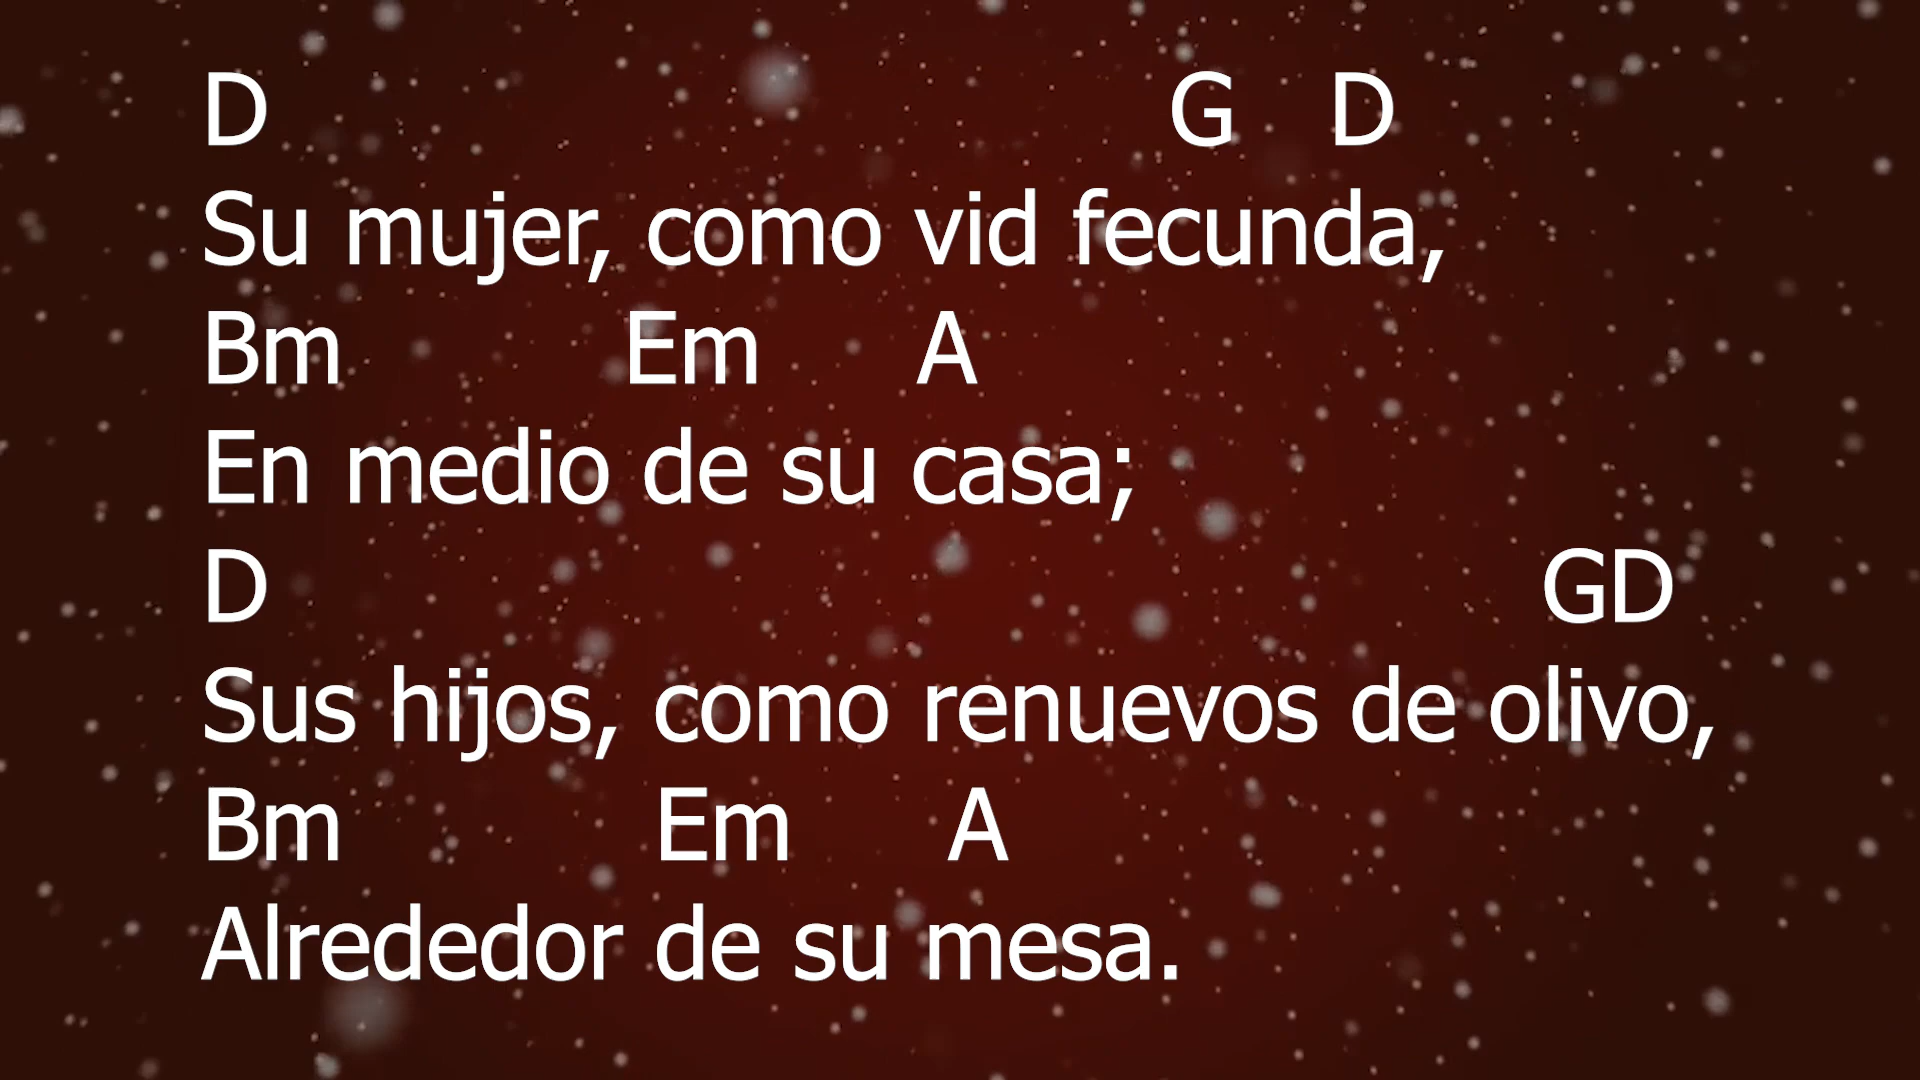 D G D
Su mujer, como vid fecunda,
Bm Em A
En medio de su casa;
D GD
Sus hijos, como renuevos de olivo,
Bm Em A
Alrededor de su mesa.